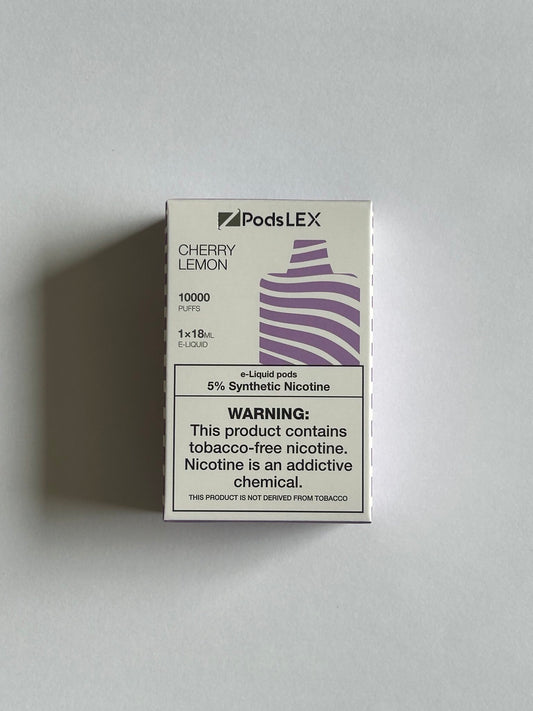 PodsLEX
CHERRY
LEMON
10000
PUFFS
1×18ML
E-LIQUID
e-Liquid pods
5% Synthetic Nicotine
WARNING:
This product contains
tobacco-free nicotine.
Nicotine is an addictive
chemical.
THIS PRODUCT IS NOT DERIVED FROM TOBACCO